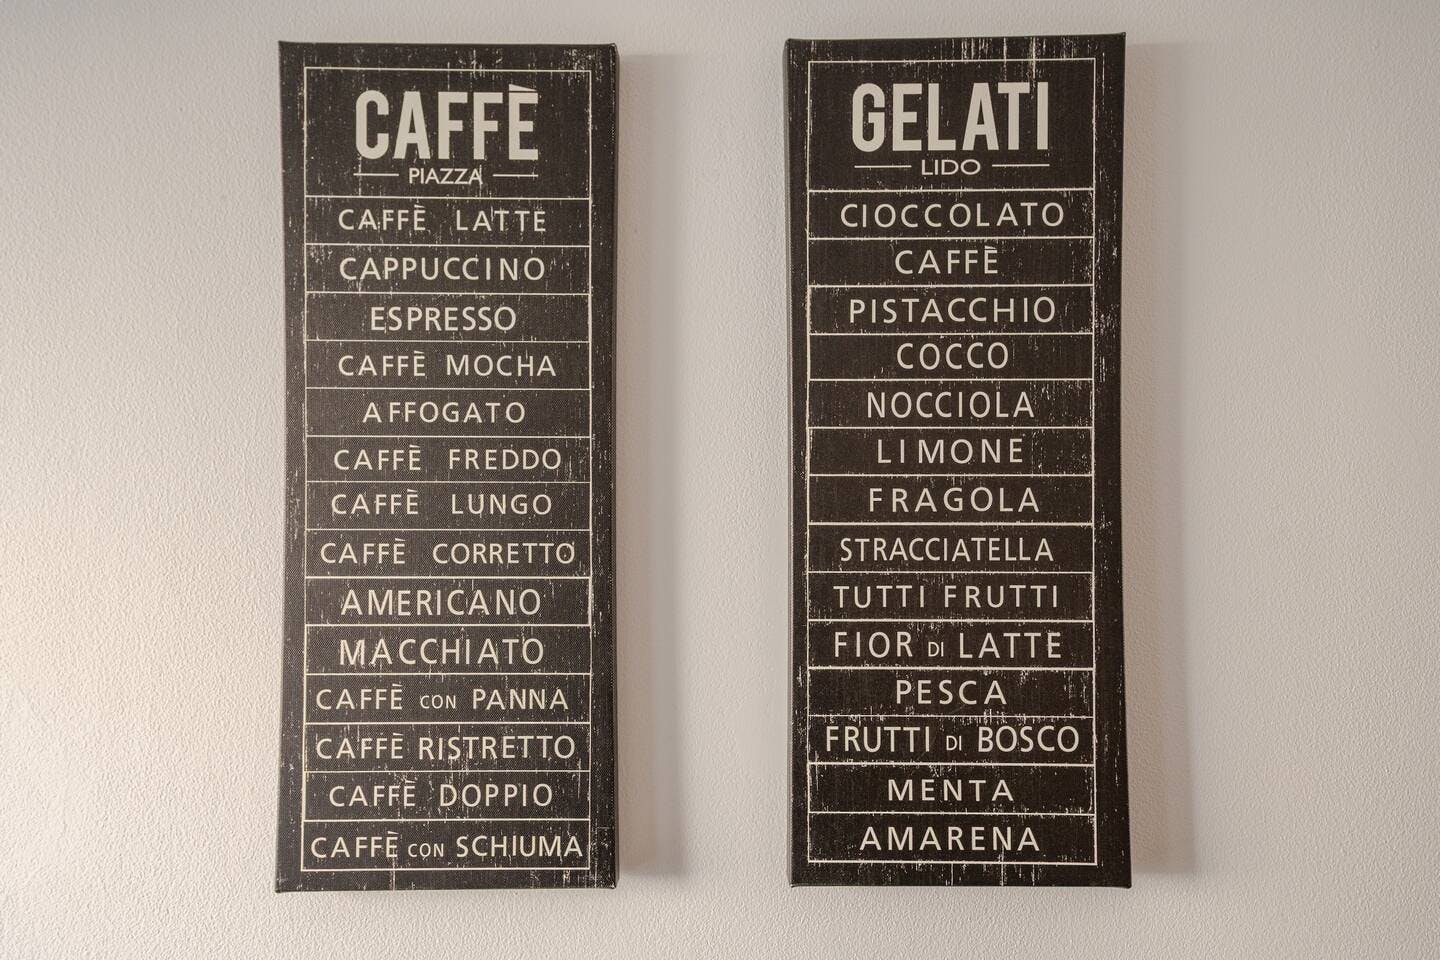 CAFFÈ
PIAZZA
CAFFÈ LATTE
CAPPUCCINO
ESPRESSO
CAFFÈ MOCHA
AFFOGATO
CAFFÈ FREDDO
CAFFÈ LUNGO
CAFFÈ CORRETTO
AMERICANO
MACCHIATO
CAFFÈ CON PANNA
CAFFÈ RISTRETTO
CAFFÈ DOPPIO
CAFFÈ CON SCHIUMA
GELATI
LIDO
CIOCCOLATO
CAFFÈ
PISTACCHIO
COCCO
NOCCIOLA
LIMONE
FRAGOLA
STRACCIATELLA
TUTTI FRUTTI
FIOR DI LATTE
PESCA
FRUTTI DI BOSCO
MENTA
AMARENA